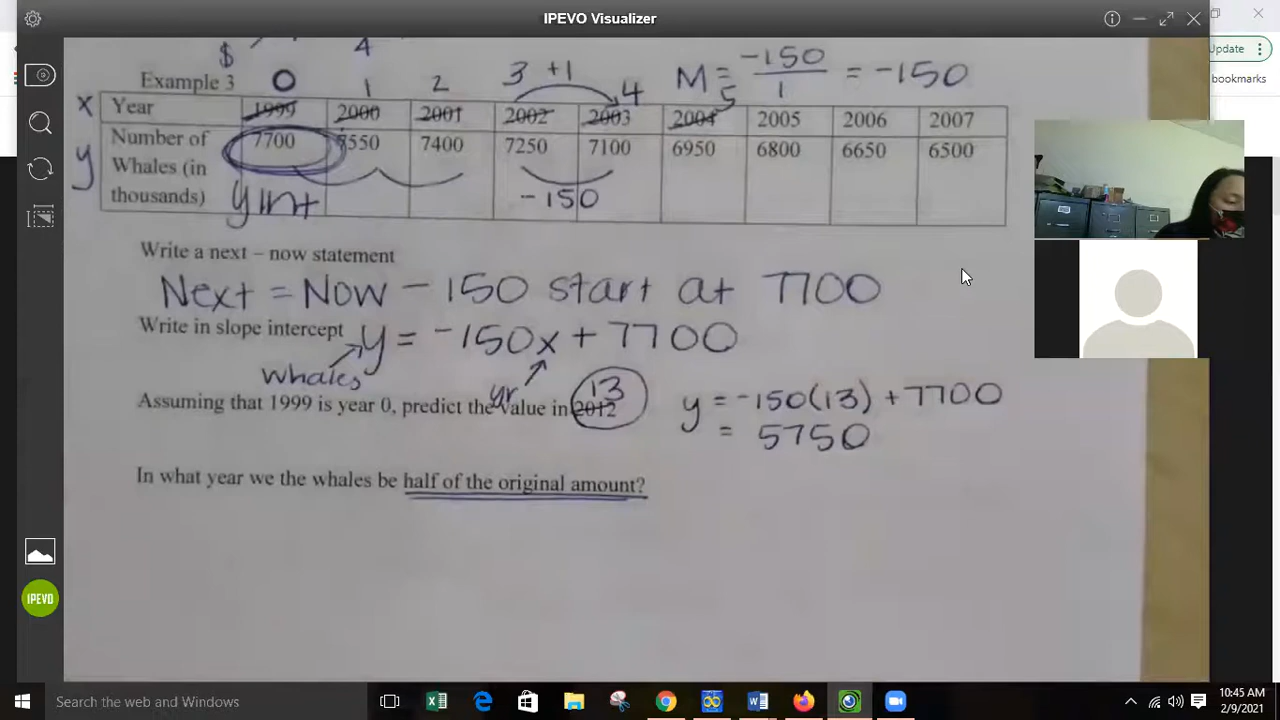 IPEVO Visualizer
Update
bookmarks
$ 4
Example 3 0 1 2 3 +1 4 M = -150/1 = -150
5
x Year 1999 2000 2001 2002 2003 2004 2005 2006 2007
y Number of Whales (in thousands) 7700 7550 7400 7250 7100 6950 6800 6650 6500
y int -150
Write a next – now statement
Next = Now - 150 start at 7700
Write in slope intercept y = -150x + 7700
whales yr 13
Assuming that 1999 is year 0, predict the value in 2012 y = -150(13) + 7700
= 5750
In what year we the whales be half of the original amount?
IPEVO
Search the web and Windows
10:45 AM
2/9/2021